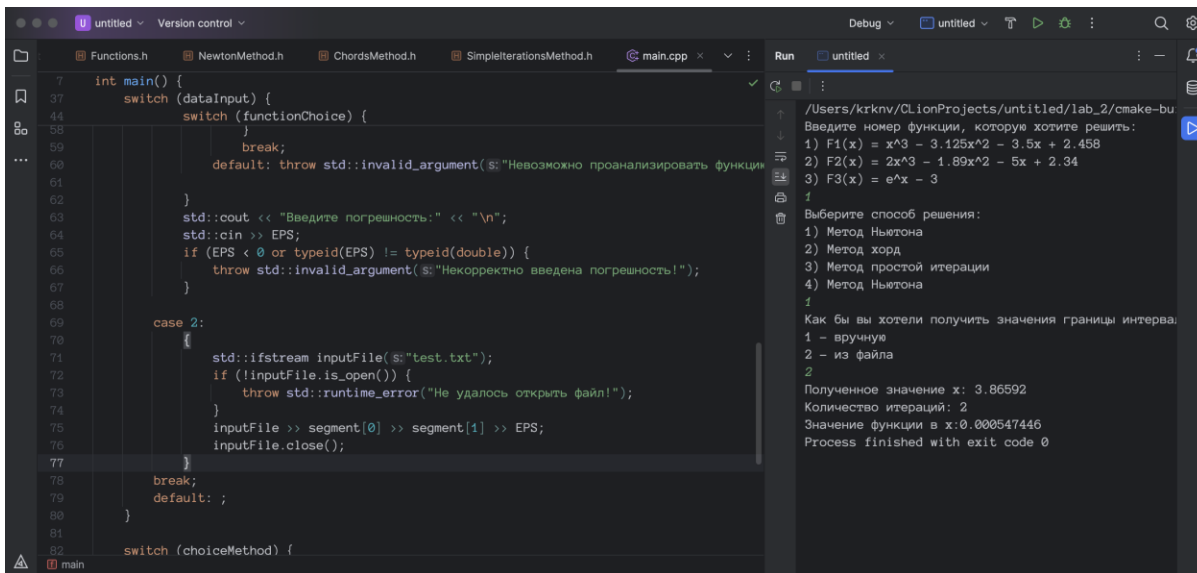 U untitled Version control Debug untitled
Functions.h NewtonMethod.h ChordsMethod.h SimpleIterationsMethod.h main.cpp
7 int main() {
37 switch (dataInput) {
44 switch (functionChoice) {
58 }
59 break;
60 default: throw std::invalid_argument( s: "Невозможно проанализировать функцию
61
62 }
63 std::cout << "Введите погрешность:" << "\n";
64 std::cin >> EPS;
65 if (EPS < 0 or typeid(EPS) != typeid(double)) {
66 throw std::invalid_argument( s: "Некорректно введена погрешность!");
67 }
68
69 case 2:
70 {
71 std::ifstream inputFile( s: "test.txt");
72 if (!inputFile.is_open()) {
73 throw std::runtime_error("Не удалось открыть файл!");
74 }
75 inputFile >> segment[0] >> segment[1] >> EPS;
76 inputFile.close();
77 }
78 break;
79 default: ;
80 }
81
82 switch (choiceMethod) {
f main
Run untitled
/Users/krknv/CLionProjects/untitled/lab_2/cmake-bu
Введите номер функции, которую хотите решить:
1) F1(x) = x^3 - 3.125x^2 - 3.5x + 2.458
2) F2(x) = 2x^3 - 1.89x^2 - 5x + 2.34
3) F3(x) = e^x - 3
1
Выберите способ решения:
1) Метод Ньютона
2) Метод хорд
3) Метод простой итерации
4) Метод Ньютона
1
Как бы вы хотели получить значения границы интерва
1 - вручную
2 - из файла
2
Полученное значение x: 3.86592
Количество итераций: 2
Значение функции в x:0.000547446
Process finished with exit code 0